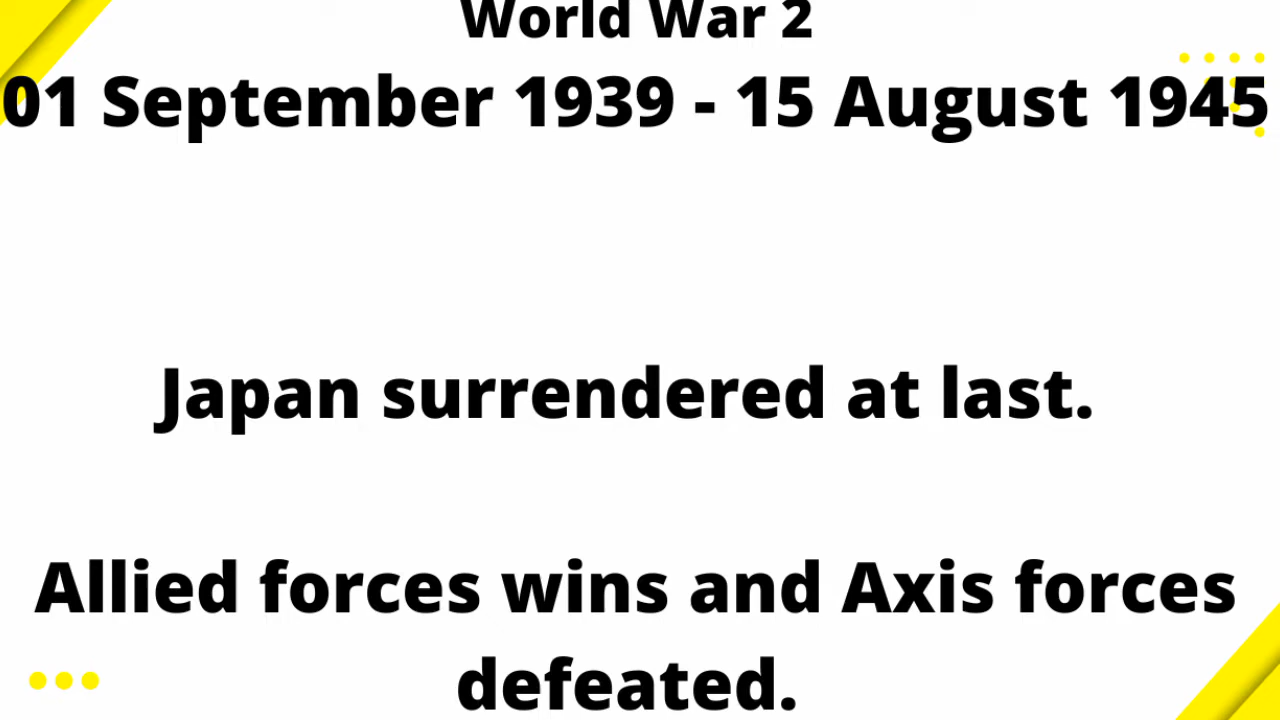 World War 2
01 September 1939 - 15 August 1945
Japan surrendered at last.
Allied forces wins and Axis forces
defeated.